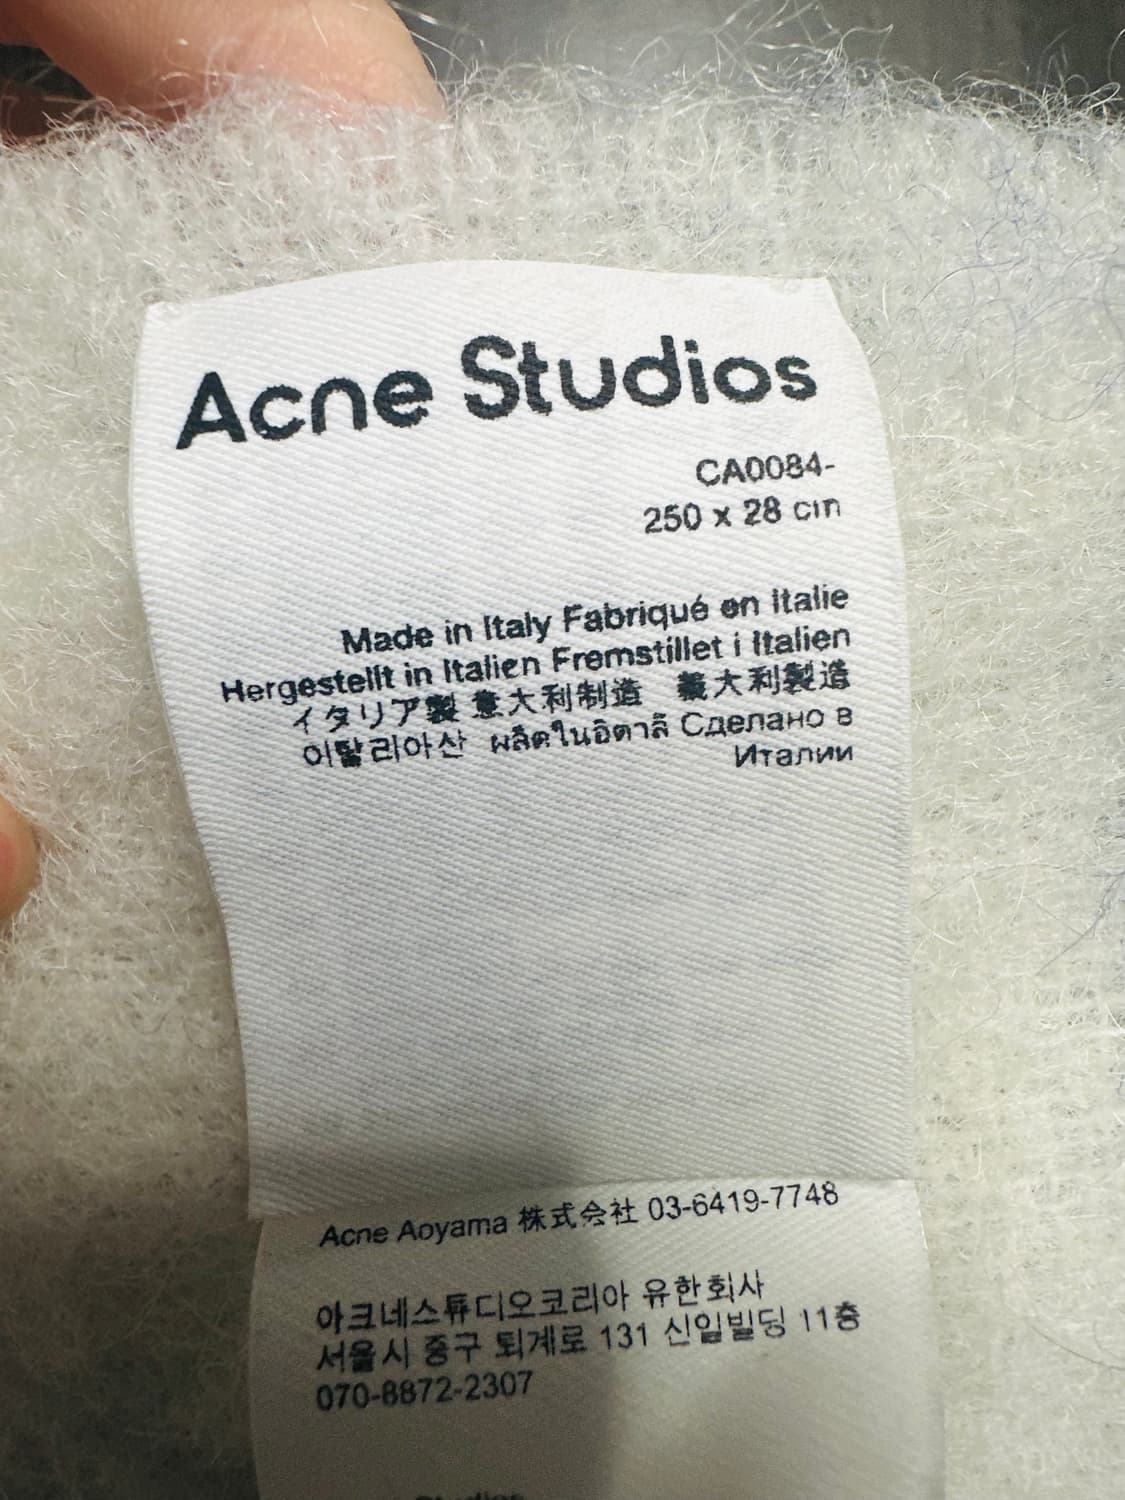 Acne Studios
CA0084-
250 x 28 cm
Made in Italy Fabriqué en Italie
Hergestellt in Italien Fremstillet i Italien
イタリア製 意大利制造 義大利製造
이탈리아산 ผลิตในอิตาลี Сделано в
Италии
Acne Aoyama 株式会社 03-6419-7748
아크네스튜디오코리아 유한회사
서울시 중구 퇴계로 131 신일빌딩 11층
070-8872-2307